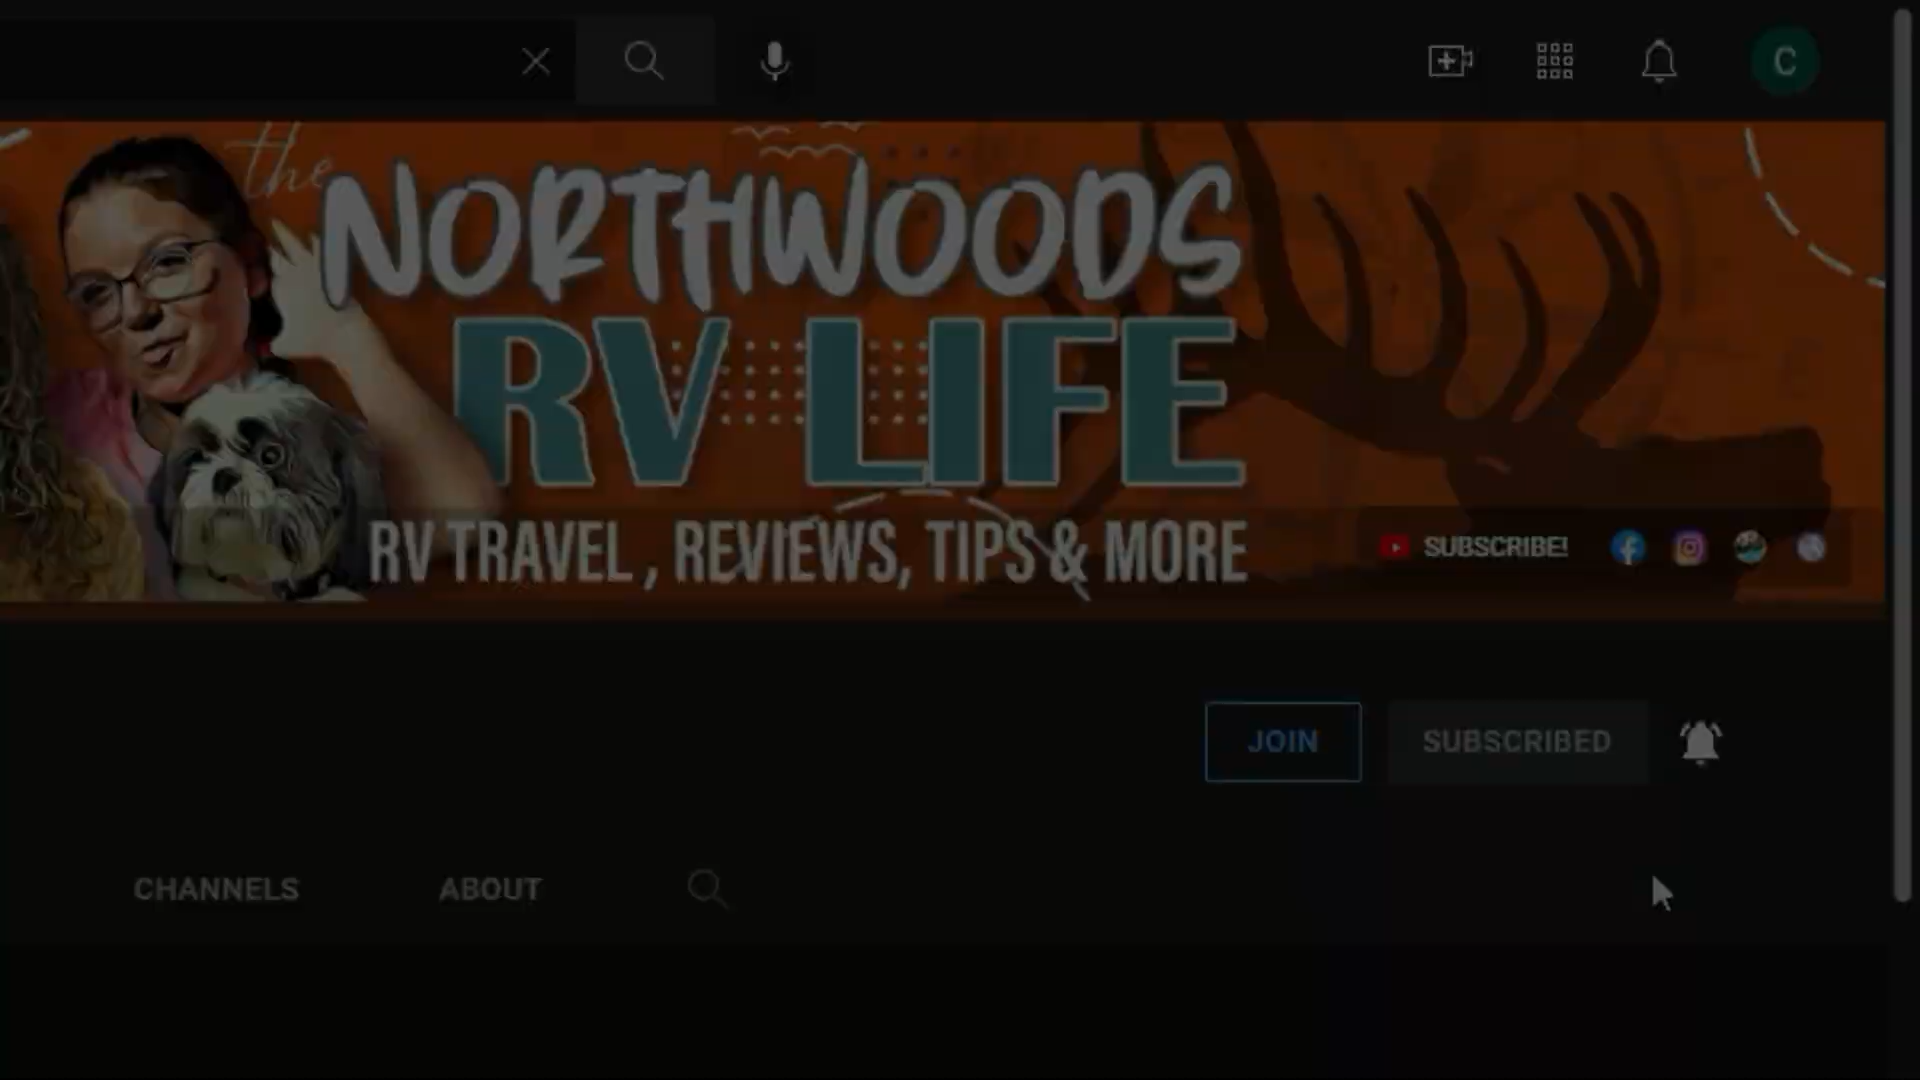 C
the
NORTHWOODS
RV LIFE
RV TRAVEL, REVIEWS, TIPS & MORE
SUBSCRIBE!
JOIN
SUBSCRIBED
CHANNELS
ABOUT